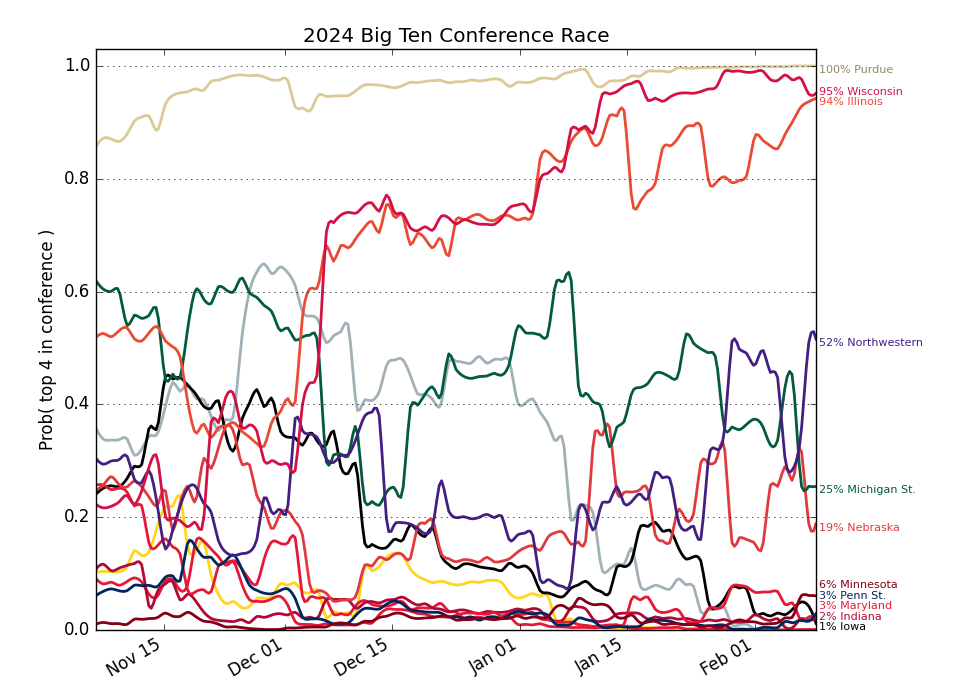 2024 Big Ten Conference Race
Prob( top 4 in conference )
1.0
0.8
0.6
0.4
0.2
0.0
Nov 15
Dec 01
Dec 15
Jan 01
Jan 15
Feb 01
100% Purdue
95% Wisconsin
94% Illinois
52% Northwestern
25% Michigan St.
19% Nebraska
6% Minnesota
3% Penn St.
3% Maryland
2% Indiana
1% Iowa